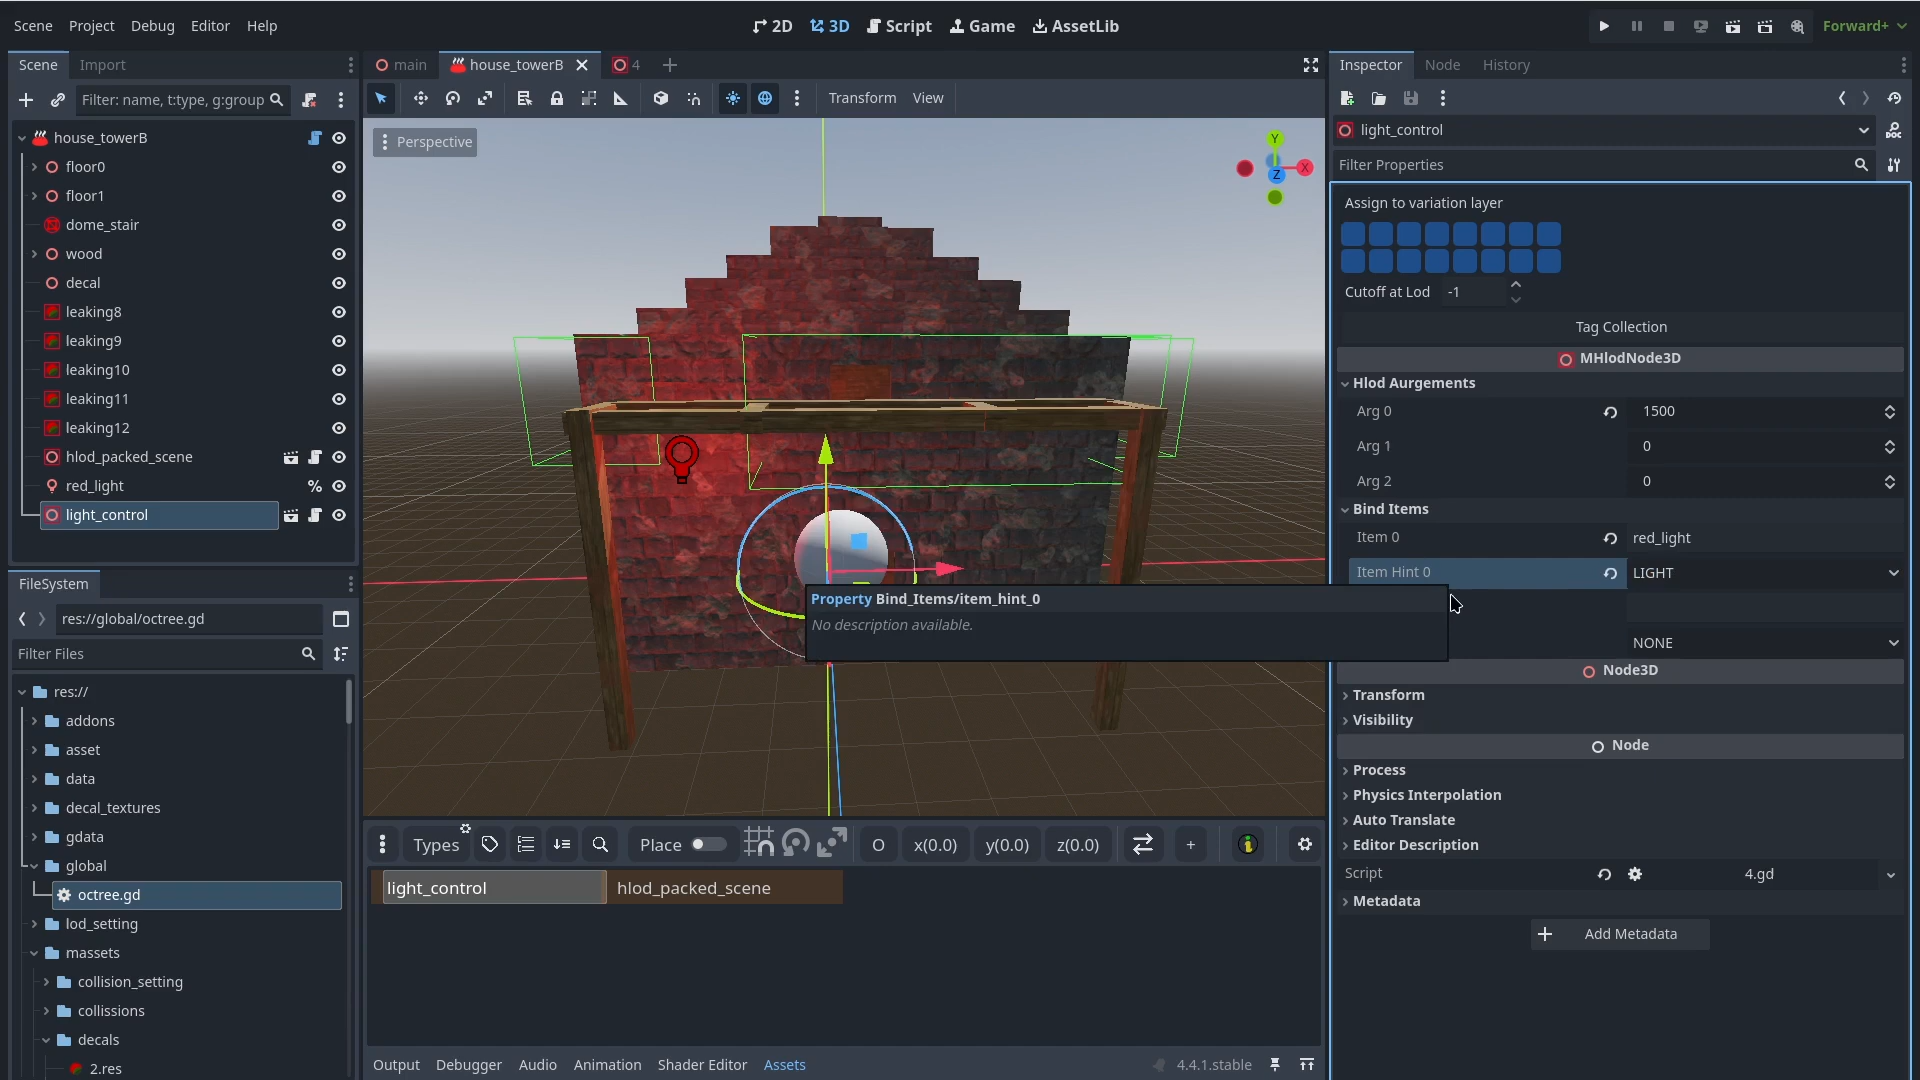 Scene Project Debug Editor Help
2D 3D Script Game AssetLib
Forward+
Scene Import
Filter: name, t:type, g:group
house_towerB
floor0
floor1
dome_stair
wood
decal
leaking8
leaking9
leaking10
leaking11
leaking12
hlod_packed_scene
red_light %
light_control
FileSystem
res://global/octree.gd
Filter Files
res://
addons
asset
data
decal_textures
gdata
global
octree.gd
lod_setting
massets
collision_setting
collissions
decals
2.res
main house_towerB 4
Transform View
Perspective
Y
X
Z
Property Bind_Items/item_hint_0
No description available.
Types Place O x(0.0) y(0.0) z(0.0) +
light_control hlod_packed_scene
Output Debugger Audio Animation Shader Editor Assets 4.4.1.stable
Inspector Node History
light_control
DOC
Filter Properties
Assign to variation layer
Cutoff at Lod -1
Tag Collection
MHlodNode3D
Hlod Aurgements
Arg 0 1500
Arg 1 0
Arg 2 0
Bind Items
Item 0 red_light
Item Hint 0 LIGHT
NONE
Node3D
Transform
Visibility
Node
Process
Physics Interpolation
Auto Translate
Editor Description
Script 4.gd
Metadata
Add Metadata